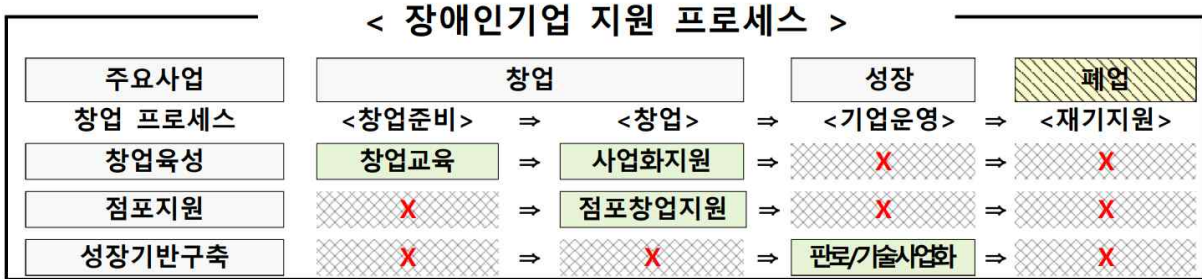 < 장애인기업 지원 프로세스 >
주요사업 창업 성장 폐업
창업 프로세스 <창업준비> ⇒ <창업> ⇒ <기업운영> ⇒ <재기지원>
창업육성 창업교육 ⇒ 사업화지원 ⇒ X ⇒ X
점포지원 X ⇒ 점포창업지원 ⇒ X ⇒ X
성장기반구축 X ⇒ X ⇒ 판로/기술사업화 ⇒ X